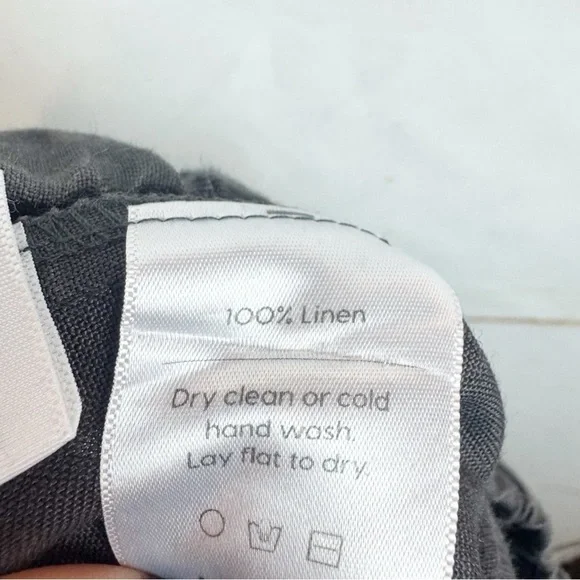 100% Linen
Dry clean or cold
hand wash.
Lay flat to dry.